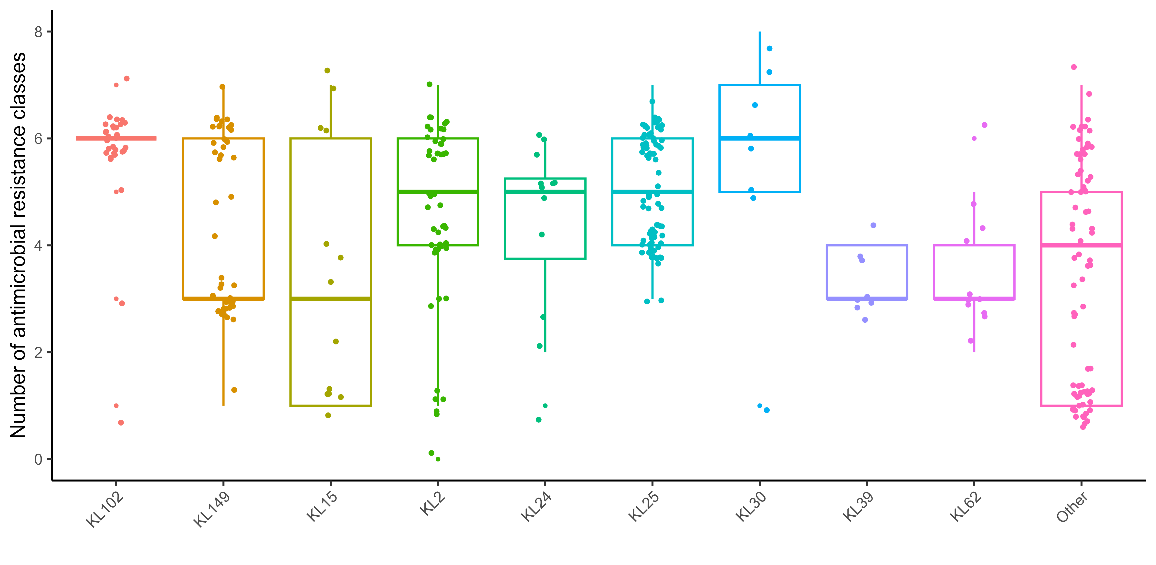 Number of antimicrobial resistance classes
8
6
4
2
0
KL102
KL149
KL15
KL2
KL24
KL25
KL30
KL39
KL62
Other